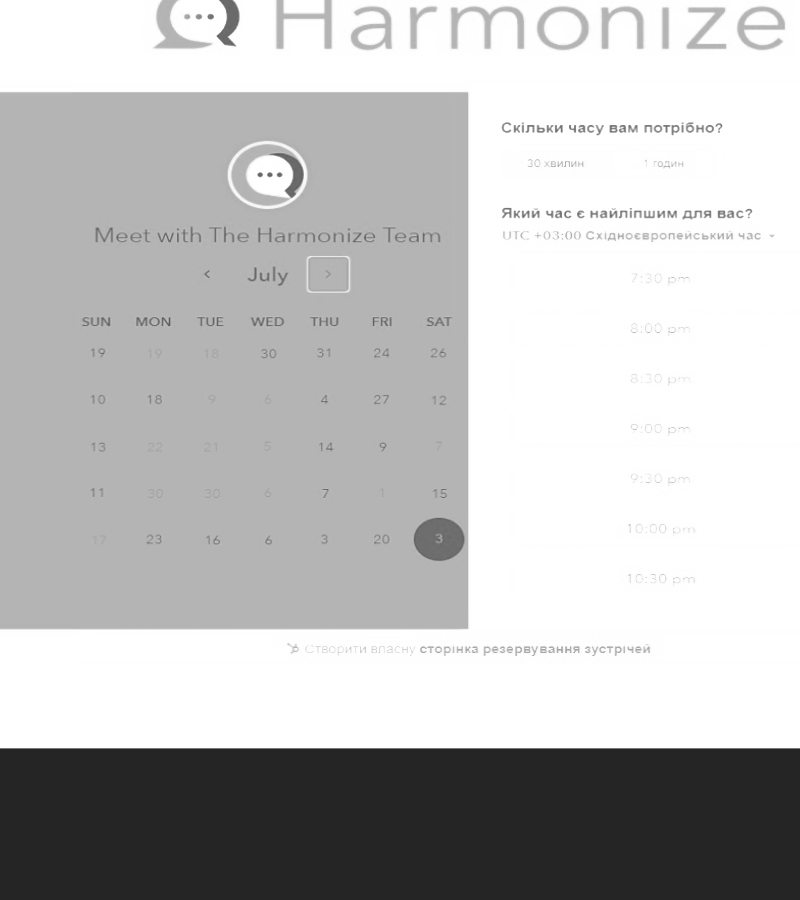 Harmonize
Meet with The Harmonize Team
July
SUN MON TUE WED THU FRI SAT
19 19 18 30 31 24 26
10 18 9 6 4 27 12
13 22 21 5 14 9 7
11 30 30 6 7 1 15
17 23 16 6 3 20 3
Скільки часу вам потрібно?
30 хвилин 1 годин
Який час є найліпшим для вас?
UTC +03:00 Східноєвропейський час
7:30 pm
8:00 pm
8:30 pm
9:00 pm
9:30 pm
10:00 pm
10:30 pm
Створити власну сторінка резервування зустрічей